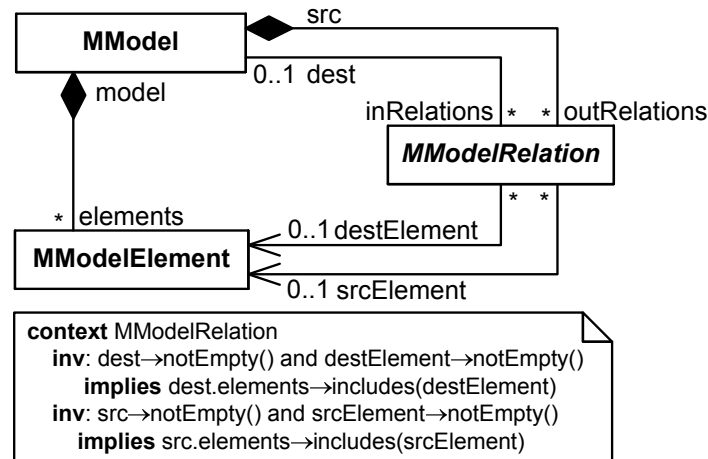 src
MModel
0..1 dest
model
inRelations * * outRelations
MModelRelation
* *
* elements
0..1 destElement
MModelElement
0..1 srcElement
context MModelRelation
inv: dest→notEmpty() and destElement→notEmpty()
implies dest.elements→includes(destElement)
inv: src→notEmpty() and srcElement→notEmpty()
implies src.elements→includes(srcElement)